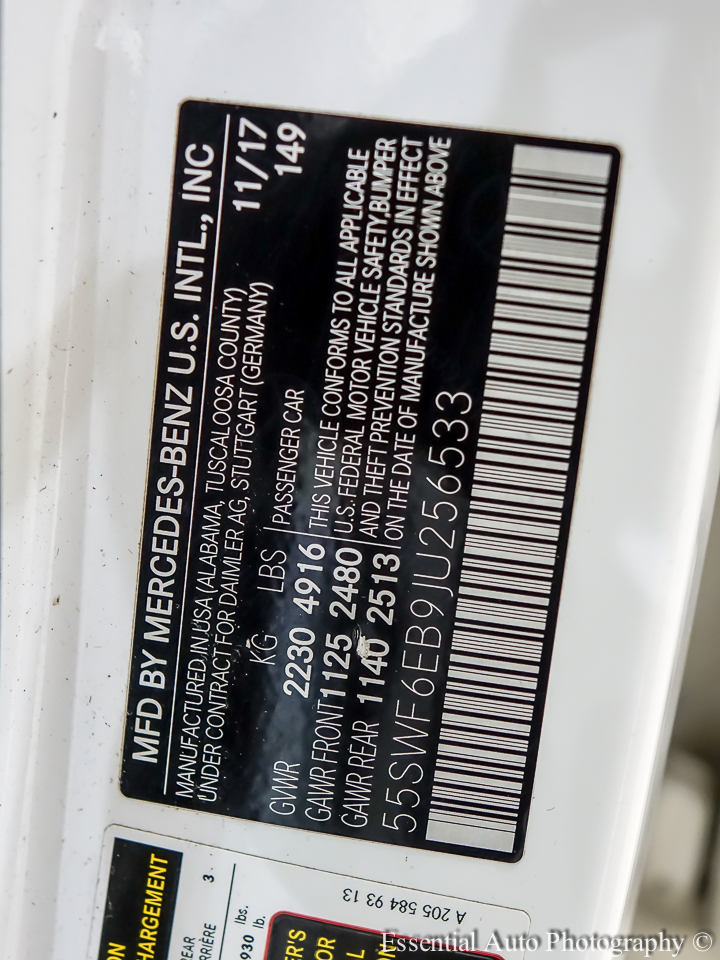 MFD BY MERCEDES-BENZ U.S. INTL., INC
MANUFACTURED IN USA (ALABAMA, TUSCALOOSA COUNTY) 11/17
UNDER CONTRACT FOR DAIMLER AG, STUTTGART (GERMANY) 149
KG LBS PASSENGER CAR
GVWR 2230 4916 THIS VEHICLE CONFORMS TO ALL APPLICABLE
GAWR FRONT 1125 2480 U.S. FEDERAL MOTOR VEHICLE SAFETY,BUMPER
GAWR REAR 1140 2513 AND THEFT PREVENTION STANDARDS IN EFFECT
ON THE DATE OF MANUFACTURE SHOWN ABOVE
55SWF6EB9JU256533
CHARGEMENT
3
930 lb.
lbs.
A 205 584 93 13
Essential Auto Photography ©